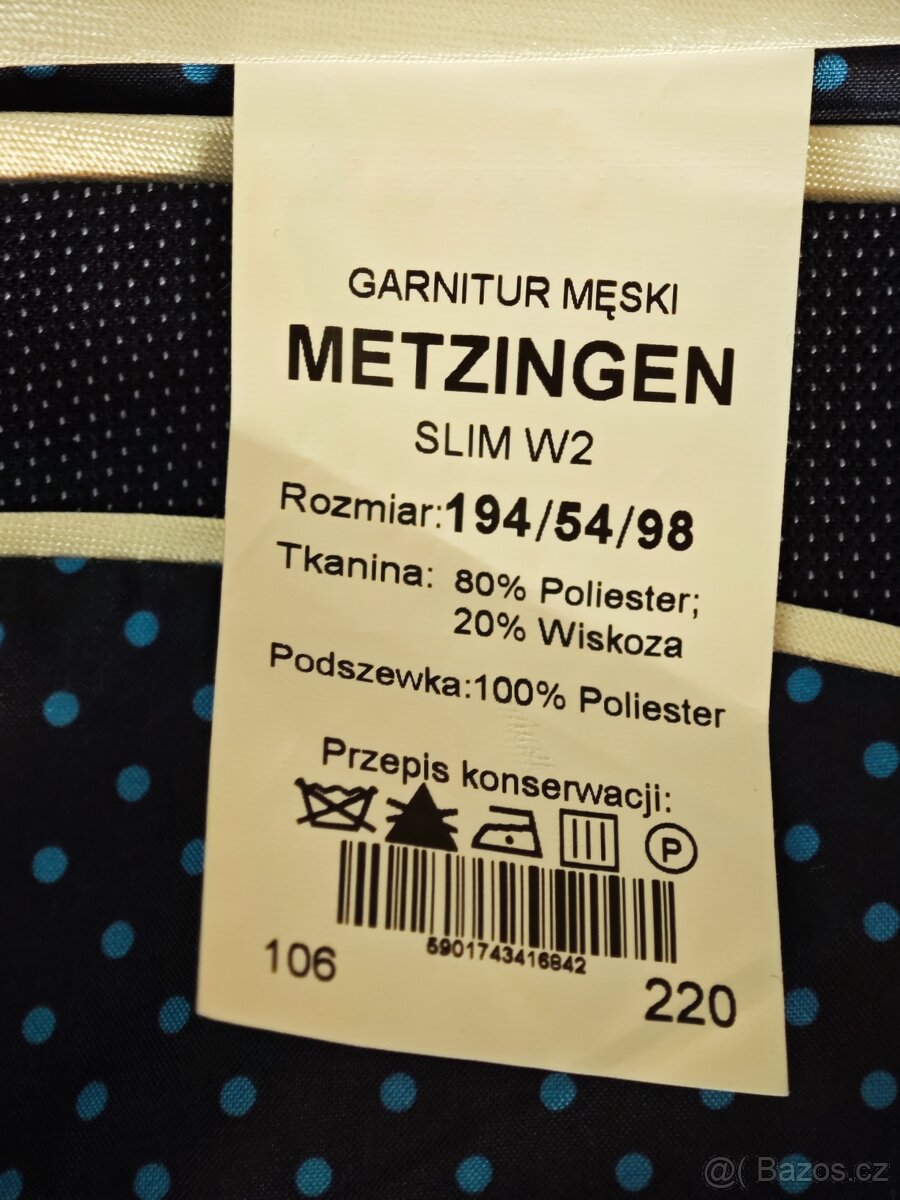 GARNITUR MĘSKI
METZINGEN
SLIM W2
Rozmiar:194/54/98
Tkanina: 80% Poliester;
20% Wiskoza
Podszewka:100% Poliester
Przepis konserwacji:
P
5901743416842
106
220
@( Bazos.cz